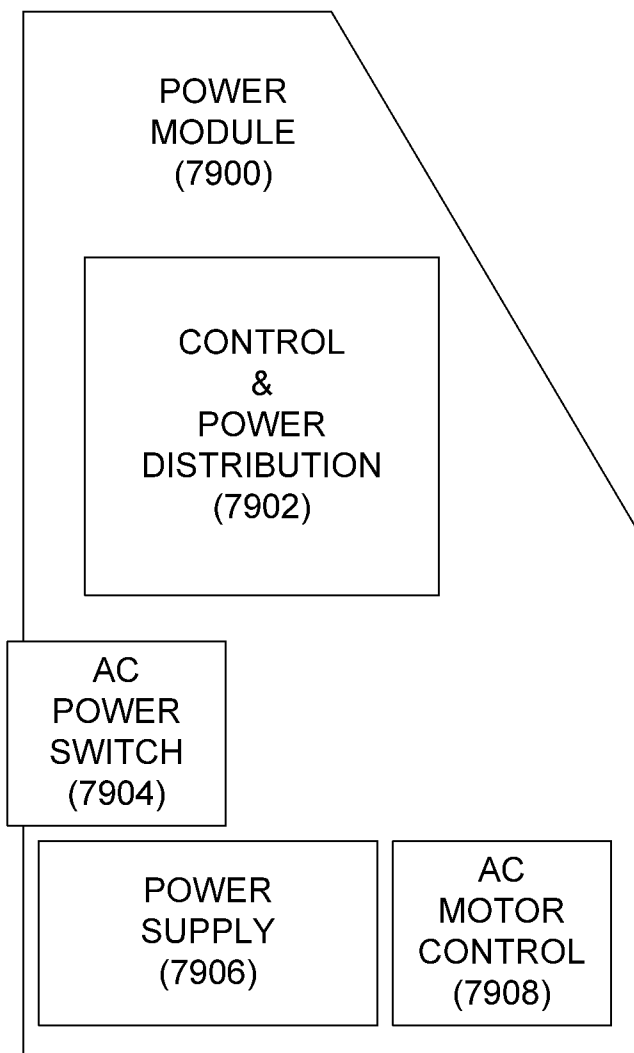 POWER
MODULE
(7900)
CONTROL
&
POWER
DISTRIBUTION
(7902)
AC
POWER
SWITCH
(7904)
POWER
SUPPLY
(7906)
AC
MOTOR
CONTROL
(7908)